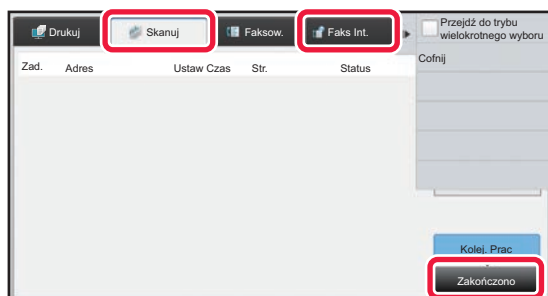 Drukuj
Skanuj
Faksow.
Faks Int.
Przejdź do trybu
wielokrotnego wyboru
Zad.
Adres
Ustaw Czas
Str.
Status
Cofnij
Kolej. Prac
Zakończono